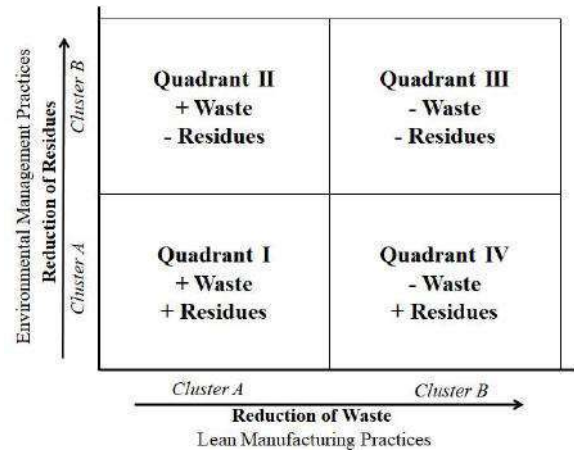 Environmental Management Practices
Reduction of Residues
Cluster B
Cluster A
Quadrant II
+ Waste
- Residues
Quadrant III
- Waste
- Residues
Quadrant I
+ Waste
+ Residues
Quadrant IV
- Waste
+ Residues
Cluster A
Cluster B
Reduction of Waste
Lean Manufacturing Practices